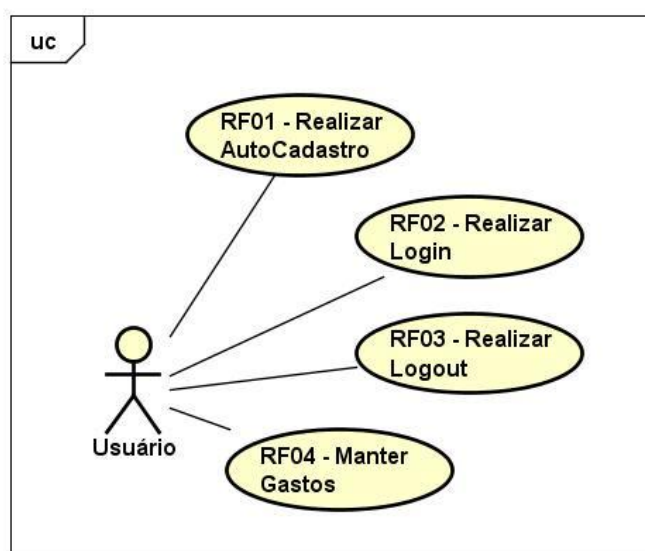 uc
RF01 - Realizar
AutoCadastro
RF02 - Realizar
Login
RF03 - Realizar
Logout
Usuário
RF04 - Manter
Gastos